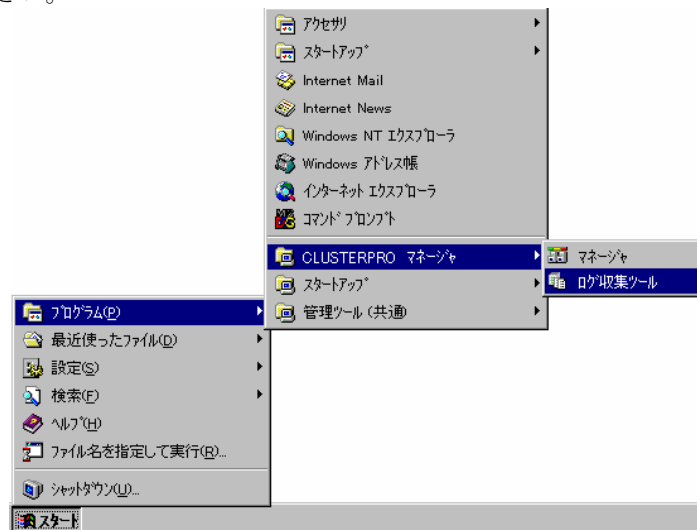 さい。
アクセサリ
スタートアップ
Internet Mail
Internet News
Windows NT エクスプローラ
Windows アドレス帳
インターネット エクスプローラ
コマンド プロンプト
CLUSTERPRO マネージャ
スタートアップ
管理ツール (共通)
マネージャ
ログ収集ツール
プログラム(P)
最近使ったファイル(D)
設定(S)
検索(F)
ヘルプ(H)
ファイル名を指定して実行(R)...
シャットダウン(U)...
スタート